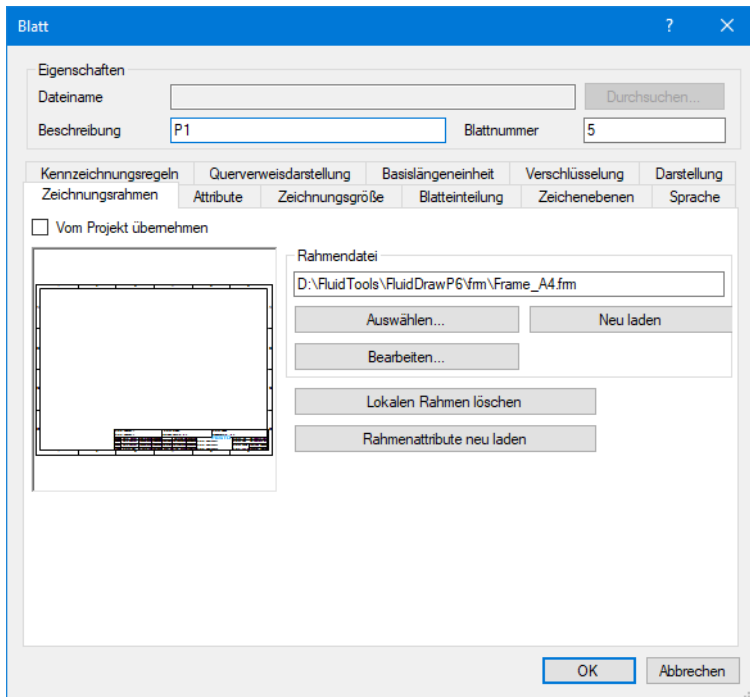 Blatt
Eigenschaften
Dateiname Durchsuchen...
Beschreibung P1 Blattnummer 5
Kennzeichnungsregeln Querverweisdarstellung Basislängeneinheit Verschlüsselung Darstellung
Zeichnungsrahmen Attribute Zeichnungsgröße Blatteinteilung Zeichenebenen Sprache
Vom Projekt übernehmen
Rahmendatei
D:\FluidTools\FluidDrawP6\frm\Frame_A4.frm
Auswählen... Neu laden
Bearbeiten...
Lokalen Rahmen löschen
Rahmenattribute neu laden
OK Abbrechen